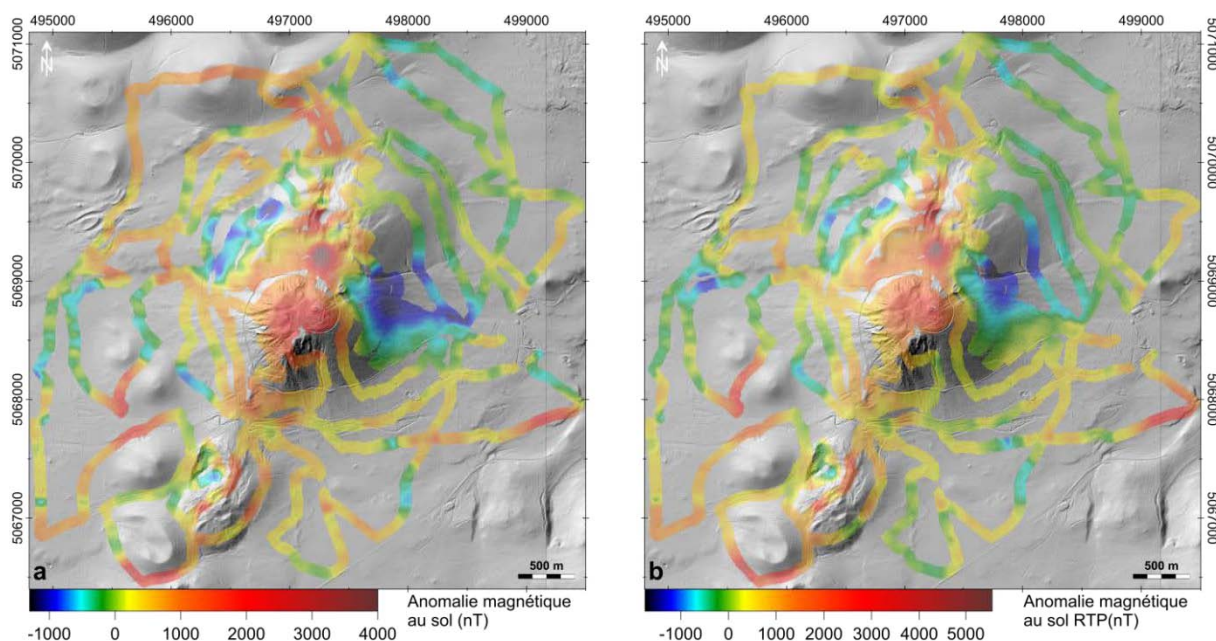 495000 496000 497000 498000 499000
5071000
5070000
5069000
5068000
5067000
N
a
500 m
-1000 0 1000 2000 3000 4000
Anomalie magnétique
au sol (nT)
495000 496000 497000 498000 499000
5071000
5070000
5069000
5068000
5067000
N
b
500 m
-1000 0 1000 2000 3000 4000 5000
Anomalie magnétique
au sol RTP(nT)